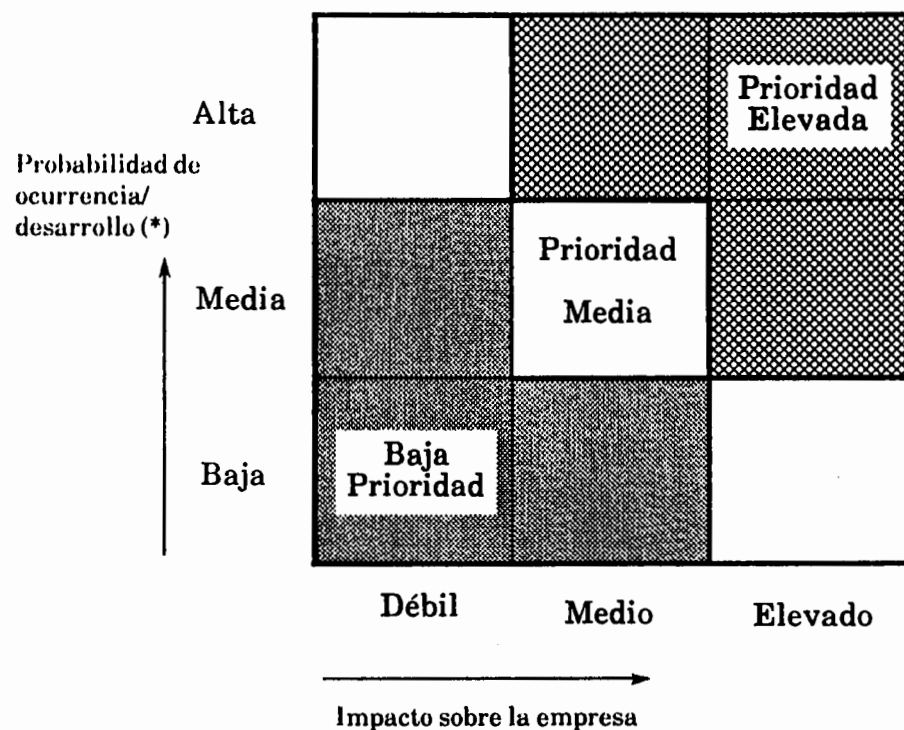 Prioridad
Elevada
Alta
Probabilidad de
ocurrencia/
desarrollo (*)
Prioridad
Media
Media
Baja
Prioridad
Baja
Débil
Medio
Elevado
Impacto sobre la empresa